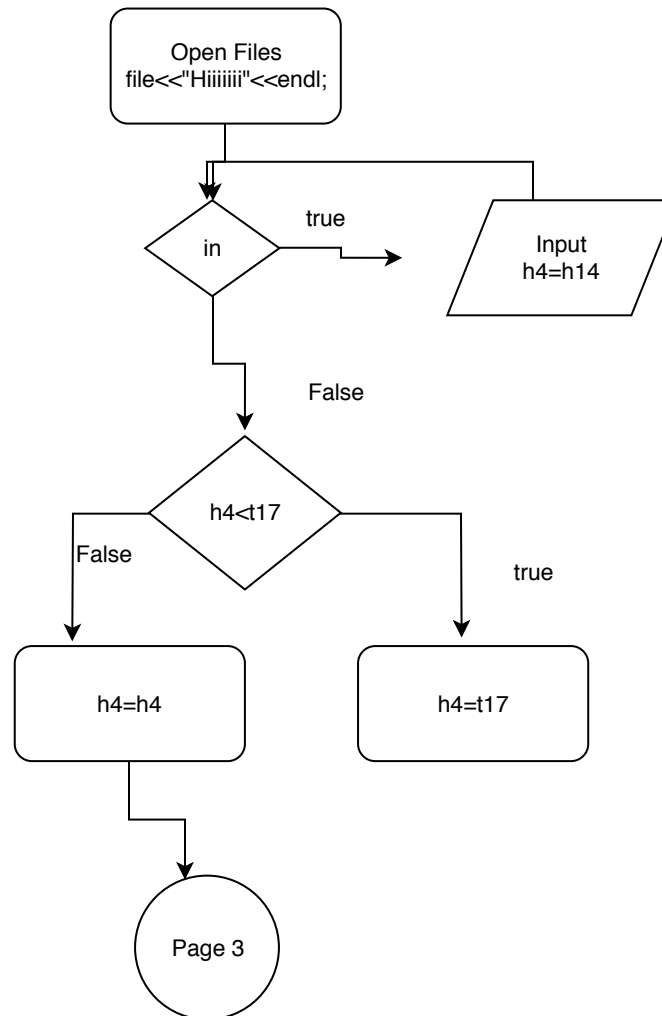 Open Files
file<<"Hiiiiiii"<<endl;
in
true
Input
h4=h14
False
h4<t17
False
true
h4=h4
h4=t17
Page 3